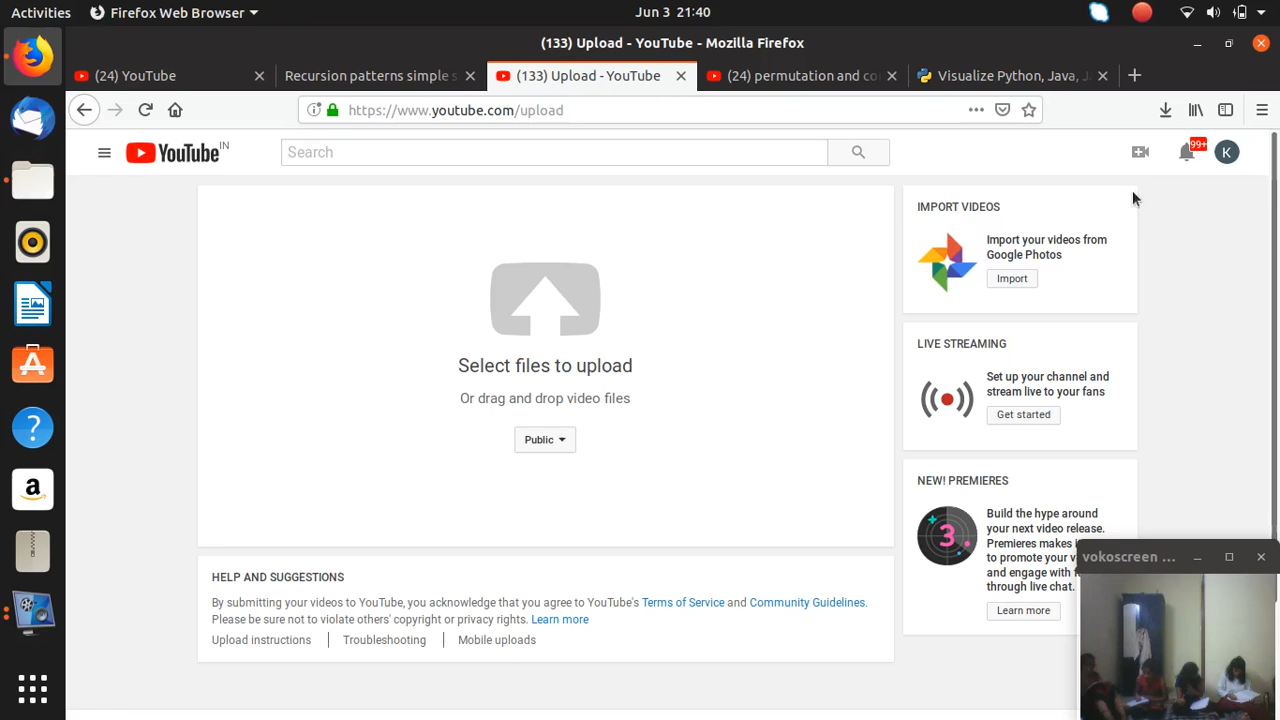 Activities
Firefox Web Browser
Jun 3 21:40
(133) Upload - YouTube - Mozilla Firefox
(24) YouTube
Recursion patterns simple s
(133) Upload - YouTube
(24) permutation and co
Visualize Python, Java, J
https://www.youtube.com/upload
YouTube IN
Search
99+
K
Select files to upload
Or drag and drop video files
Public
IMPORT VIDEOS
Import your videos from
Google Photos
Import
LIVE STREAMING
Set up your channel and
stream live to your fans
Get started
NEW! PREMIERES
3
Build the hype around
your next video release.
Premieres makes i
to promote your v
and engage with f
through live chat.
Learn more
HELP AND SUGGESTIONS
By submitting your videos to YouTube, you acknowledge that you agree to YouTube's Terms of Service and Community Guidelines.
Please be sure not to violate others' copyright or privacy rights. Learn more
Upload instructions
Troubleshooting
Mobile uploads
vokoscreen ...